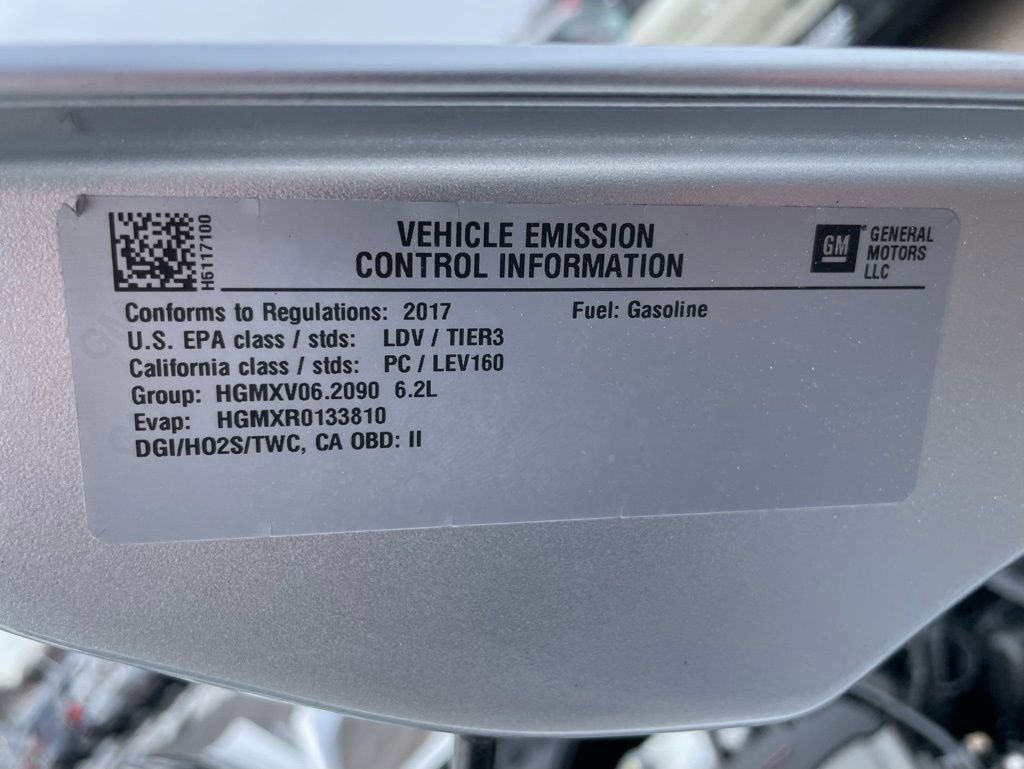 H6117100
VEHICLE EMISSION
CONTROL INFORMATION
GM
GENERAL
MOTORS
LLC
Conforms to Regulations: 2017 Fuel: Gasoline
U.S. EPA class / stds: LDV / TIER3
California class / stds: PC / LEV160
Group: HGMXV06.2090 6.2L
Evap: HGMXR0133810
DGI/HO2S/TWC, CA OBD: II